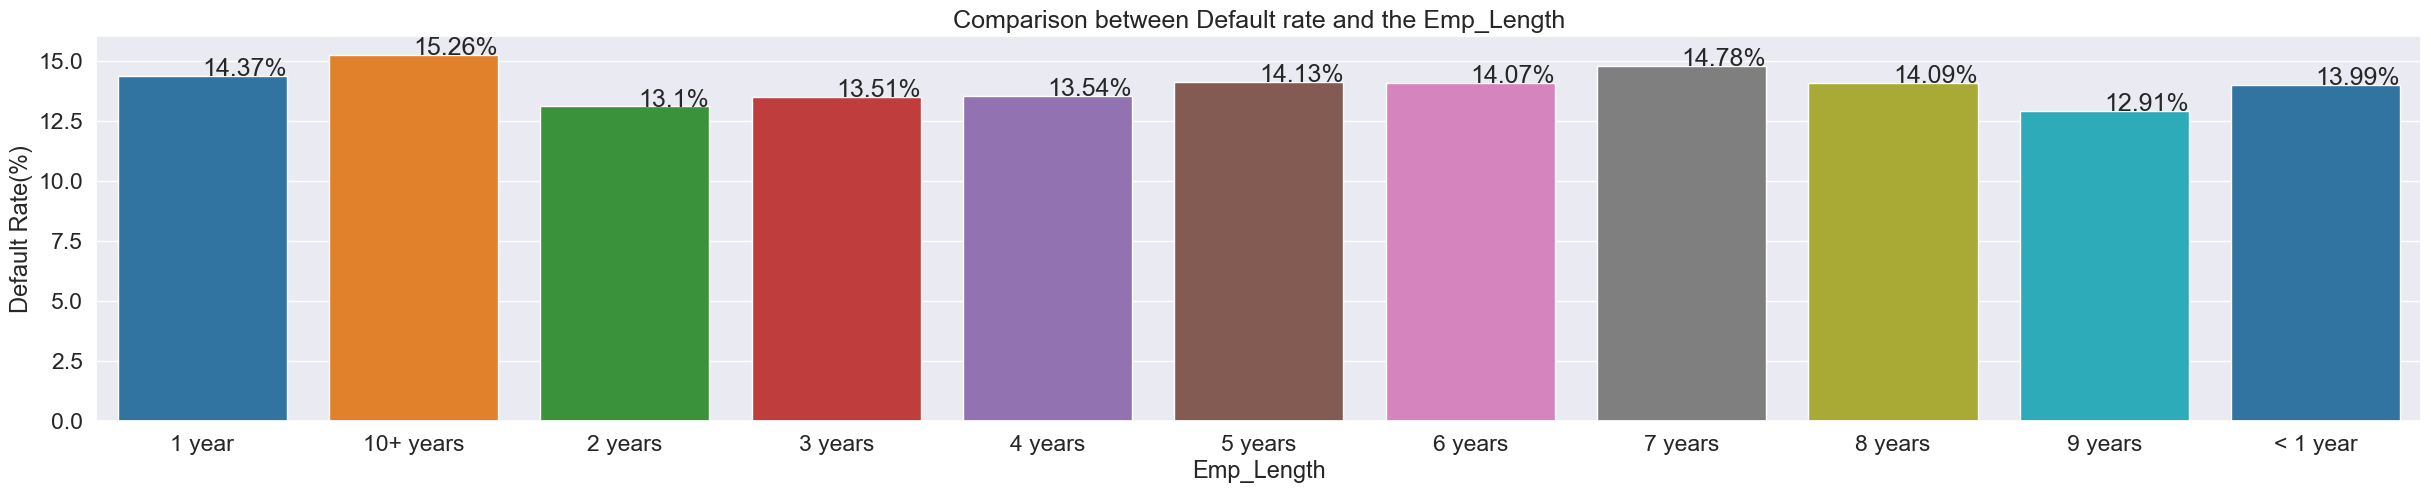 Comparison between Default rate and the Emp_Length
Default Rate(%)
15.0
12.5
10.0
7.5
5.0
2.5
0.0
14.37%
15.26%
13.1%
13.51%
13.54%
14.13%
14.07%
14.78%
14.09%
12.91%
13.99%
1 year
10+ years
2 years
3 years
4 years
5 years
6 years
7 years
8 years
9 years
< 1 year
Emp_Length